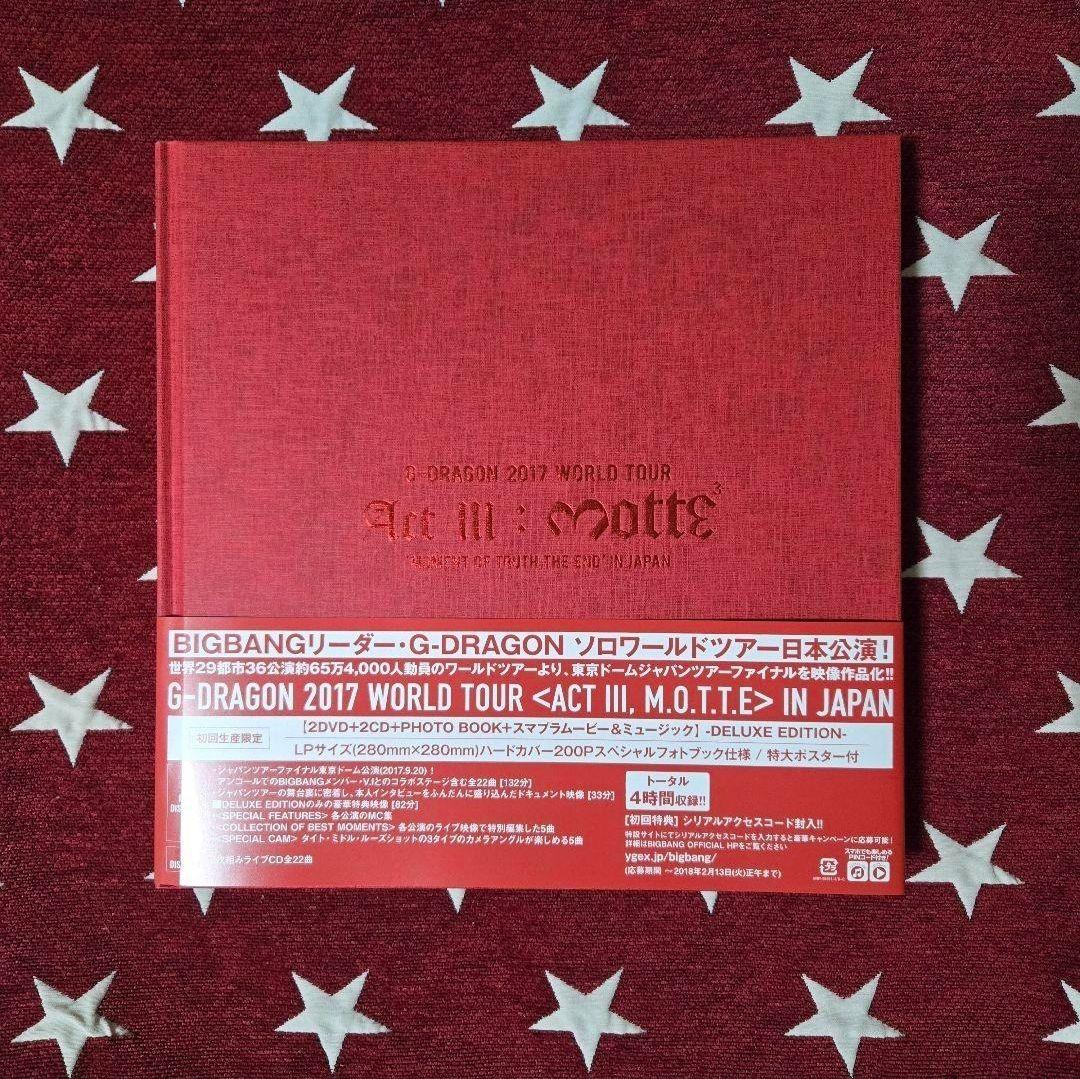 G-DRAGON 2017 WORLD TOUR
Act III : Motte3
"MOMENT OF TRUTH THE END" IN JAPAN
BIGBANGリーダー・G-DRAGON ソロワールドツアー日本公演!
世界29都市36公演約65万4,000人動員のワールドツアーより、東京ドームジャパンツアーファイナルを映像作品化!!
G-DRAGON 2017 WORLD TOUR <ACT III, M.O.T.T.E> IN JAPAN
初回生産限定
【2DVD+2CD+PHOTO BOOK+スマプラムービー&ミュージック】-DELUXE EDITION-
LPサイズ(280mm×280mm)ハードカバー200Pスペシャルフォトブック仕様 / 特大ポスター付
ジャパンツアーファイナル東京ドーム公演(2017.9.20)!
アンコールでのBIGBANGメンバー・V.Iとのコラボステージ含む全22曲 [132分]
ジャパンツアーの舞台裏に密着し、本人インタビューをふんだんに盛り込んだドキュメント映像 [33分]
DELUXE EDITIONのみの豪華特典映像 [82分]
<SPECIAL FEATURES> 各公演のMC集
<COLLECTION OF BEST MOMENTS> 各公演のライブ映像で特別編集した5曲
<SPECIAL CAM> タイト・ミドル・ルーズショットの3タイプのカメラアングルが楽しめる5曲
枚組みライブCD全22曲
トータル
4時間収録!!
[初回特典] シリアルアクセスコード封入!!
特設サイトにてシリアルアクセスコードを入力すると豪華キャンペーンに応募可能!
詳細はBIGBANG OFFICIAL HPをご覧ください
ygex.jp/bigbang/
(応募期間 〜2018年2月13日(火)正午まで)
スマホでも楽しめる
PINコード付き!